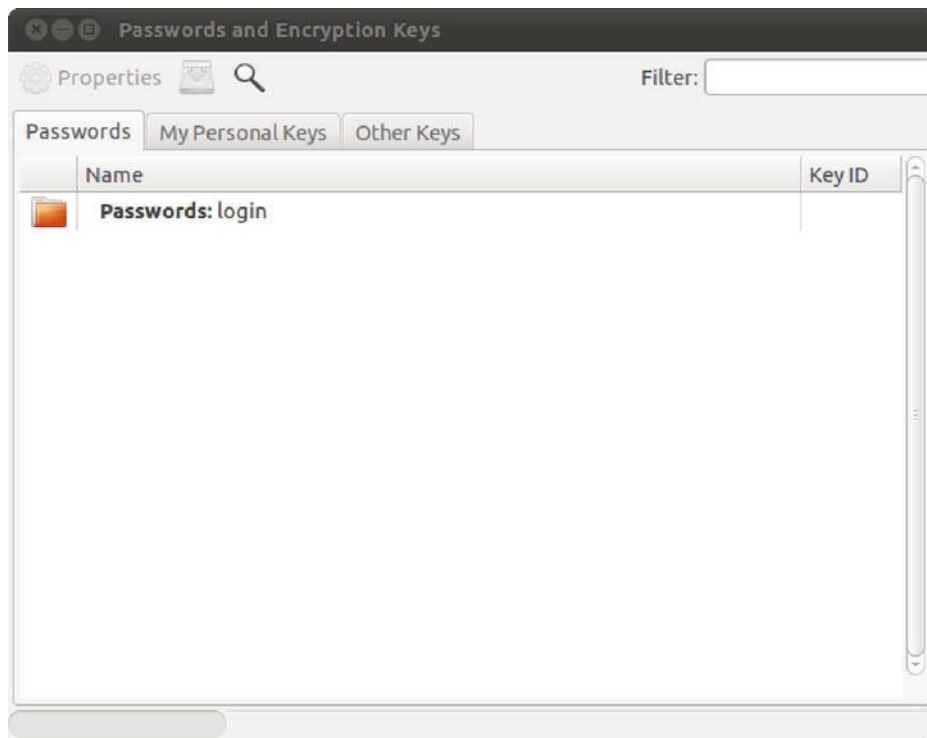 Passwords and Encryption Keys
Properties Filter:
Passwords My Personal Keys Other Keys
Name Key ID
Passwords: login